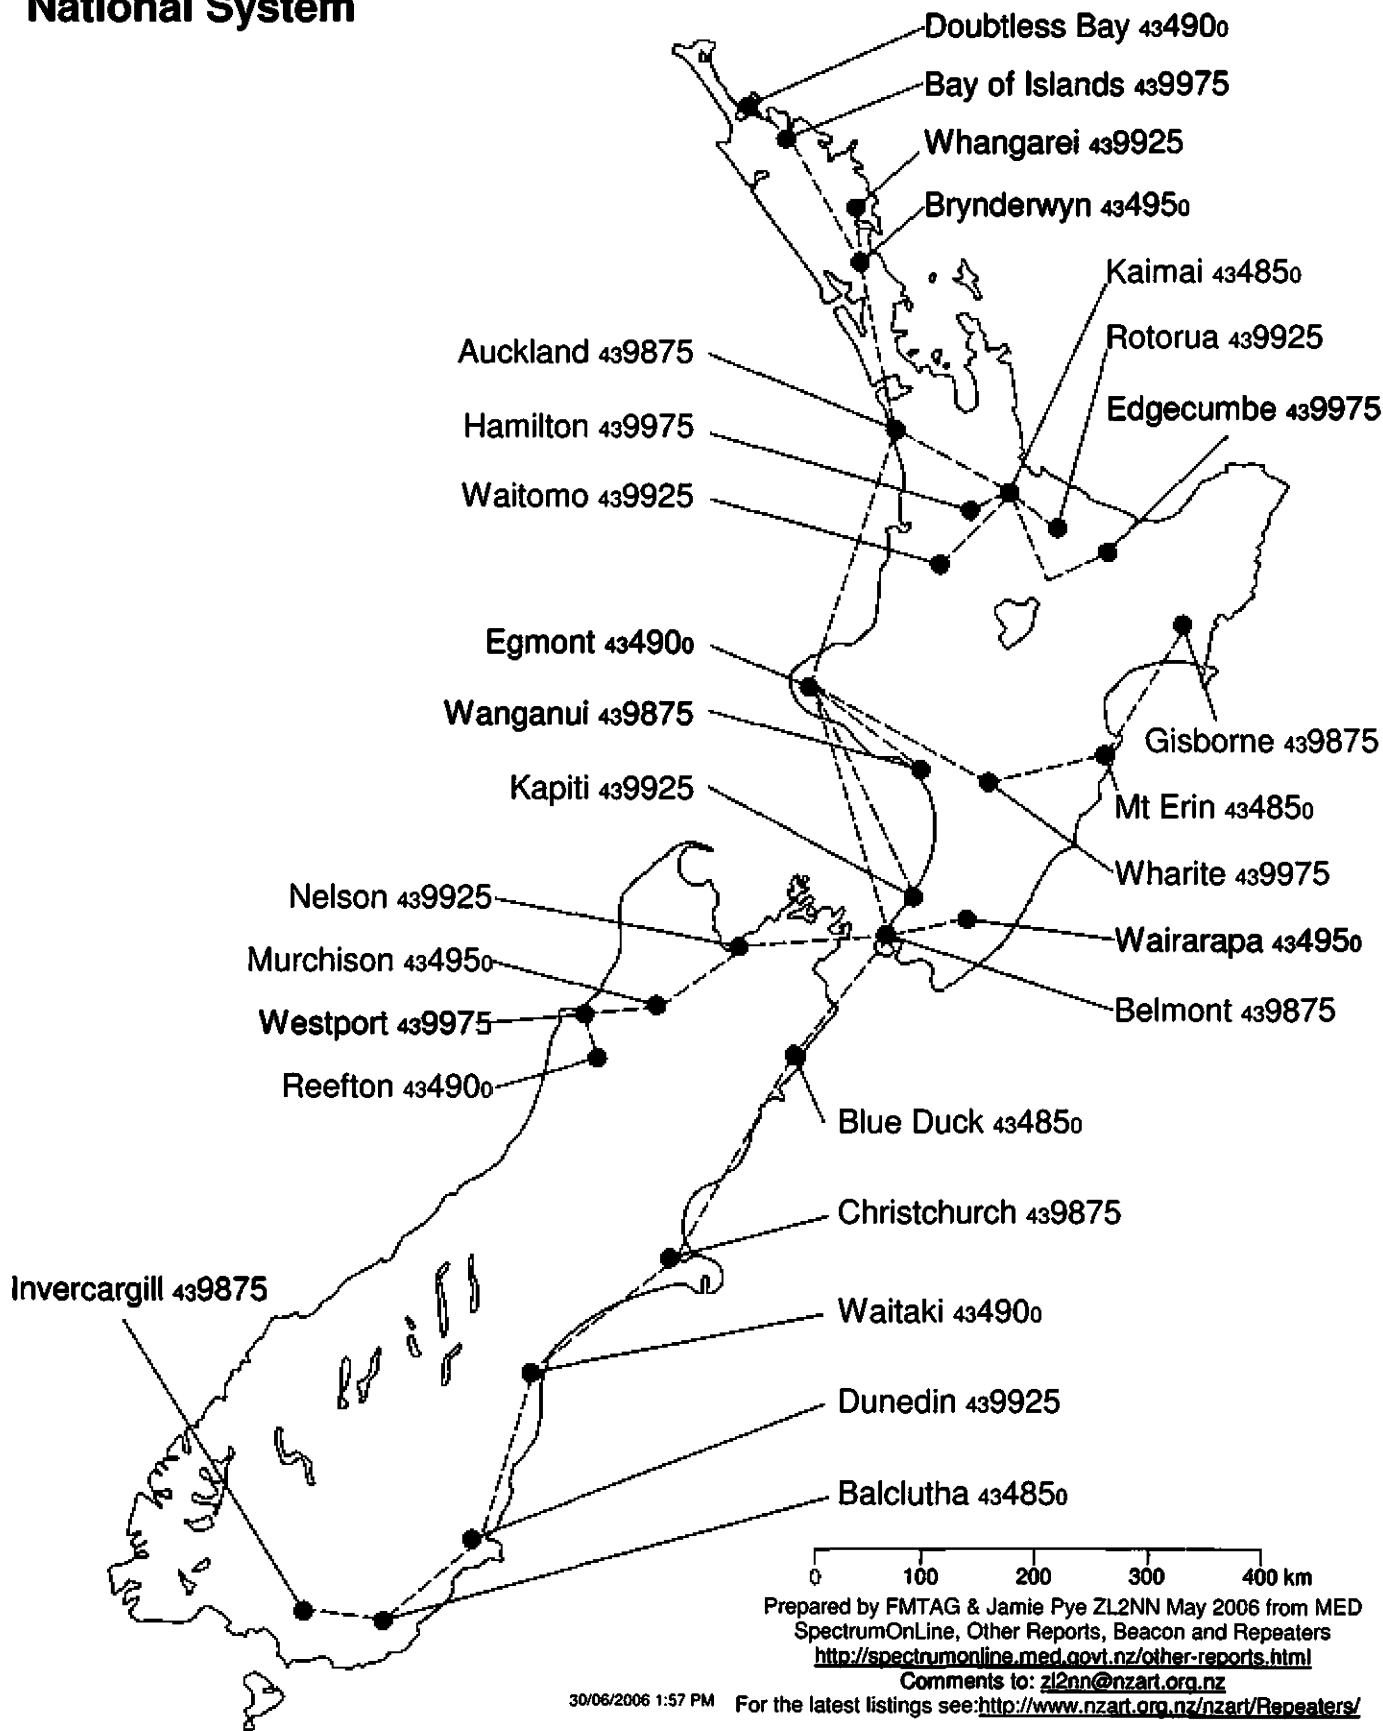 National System
Doubtless Bay 434900
Bay of Islands 439975
Whangarei 439925
Brynderwyn 434950
Kaimai 434850
Rotorua 439925
Edgecumbe 439975
Auckland 439875
Hamilton 439975
Waitomo 439925
Egmont 434900
Wanganui 439875
Kapiti 439925
Gisborne 439875
Mt Erin 434850
Wharite 439975
Wairarapa 434950
Belmont 439875
Nelson 439925
Murchison 434950
Westport 439975
Reefton 434900
Blue Duck 434850
Christchurch 439875
Invercargill 439875
Waitaki 434900
Dunedin 439925
Balclutha 434850
0 100 200 300 400 km
Prepared by FMTAG & Jamie Pye ZL2NN May 2006 from MED
SpectrumOnLine, Other Reports, Beacon and Repeaters
http://spectrumonline.med.govt.nz/other-reports.html
Comments to: zl2nn@nzart.org.nz
30/06/2006 1:57 PM For the latest listings see:http://www.nzart.org.nz/nzart/Repeaters/